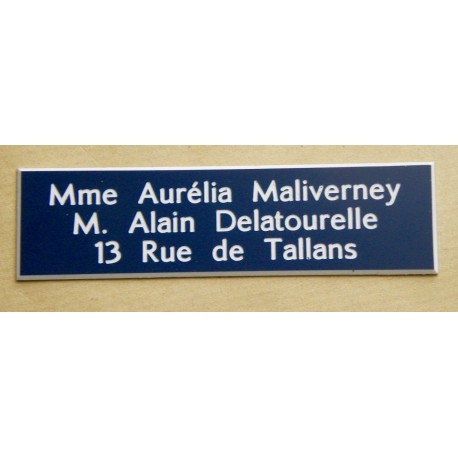 Mme Aurélia Maliverney
M. Alain Delatourelle
13 Rue de Tallans